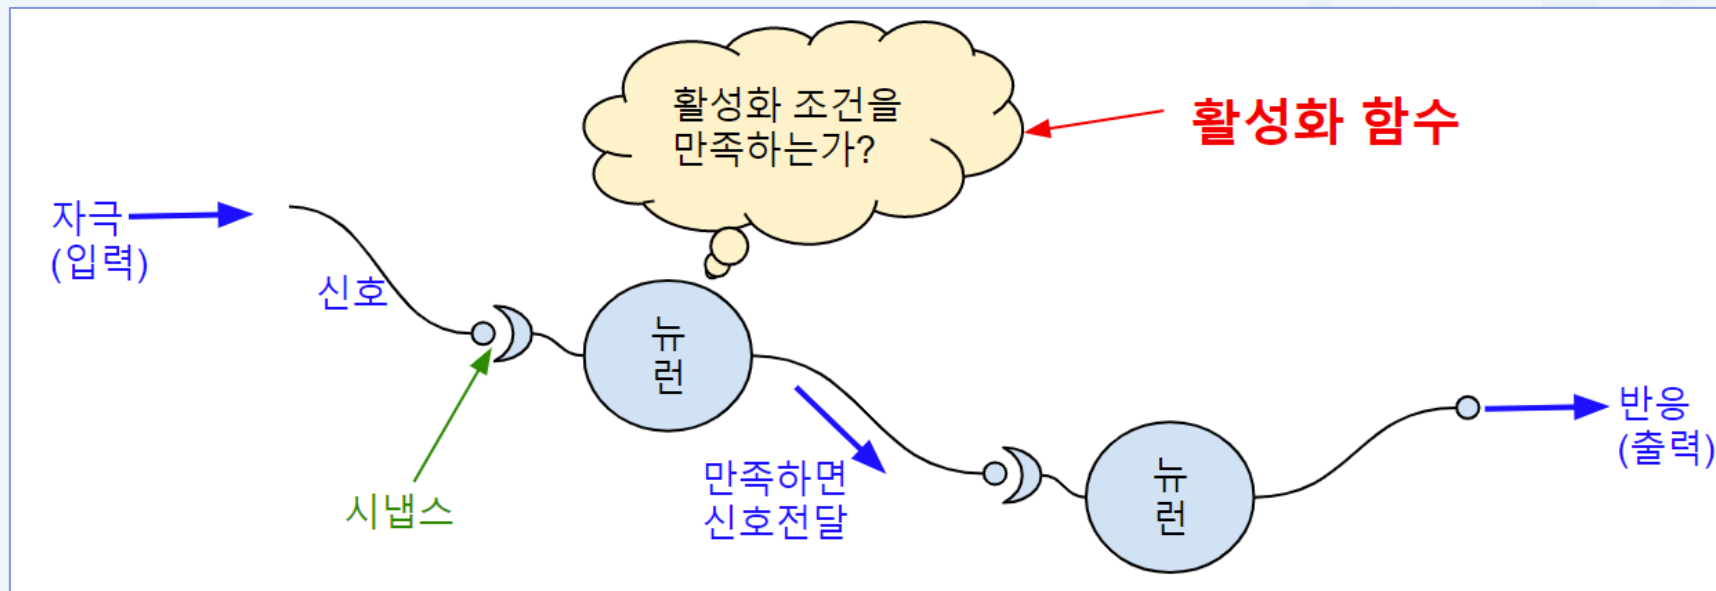 활성화 조건을
만족하는가?
활성화 함수
자극
(입력)
신호
시냅스
뉴
런
만족하면
신호전달
뉴
런
반응
(출력)